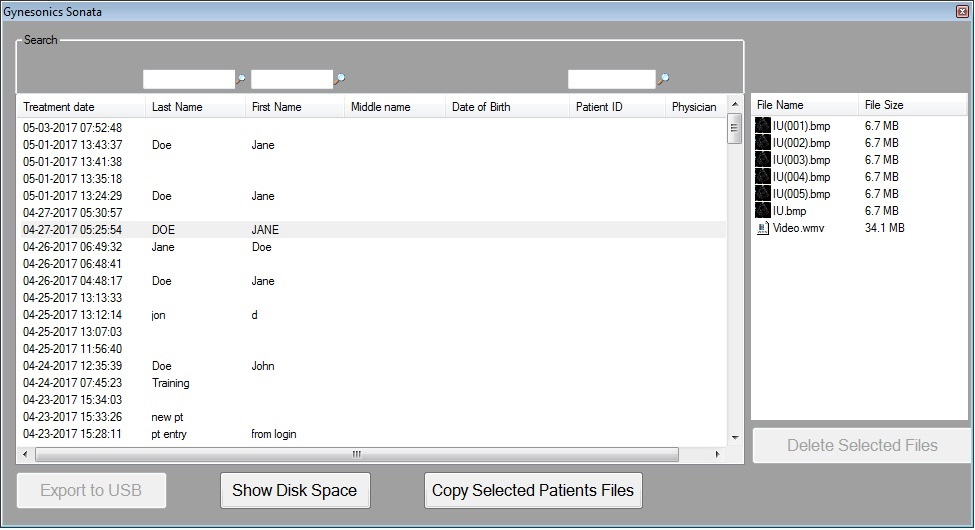 Gynesonics Sonata
Search
Treatment date Last Name First Name Middle name Date of Birth Patient ID Physician
05-03-2017 07:52:48
05-01-2017 13:43:37 Doe Jane
05-01-2017 13:41:38
05-01-2017 13:35:18
05-01-2017 13:24:29 Doe Jane
04-27-2017 05:30:57
04-27-2017 05:25:54 DOE JANE
04-26-2017 06:49:32 Jane Doe
04-26-2017 06:48:41
04-26-2017 04:48:17 Doe Jane
04-25-2017 13:13:33
04-25-2017 13:12:14 jon d
04-25-2017 13:07:03
04-25-2017 11:56:40
04-24-2017 12:35:39 Doe John
04-24-2017 07:45:23 Training
04-23-2017 15:34:03
04-23-2017 15:33:26 new pt
04-23-2017 15:28:11 pt entry from login
File Name File Size
IU(001).bmp 6.7 MB
IU(002).bmp 6.7 MB
IU(003).bmp 6.7 MB
IU(004).bmp 6.7 MB
IU(005).bmp 6.7 MB
IU.bmp 6.7 MB
Video.wmv 34.1 MB
Delete Selected Files
Export to USB Show Disk Space Copy Selected Patients Files